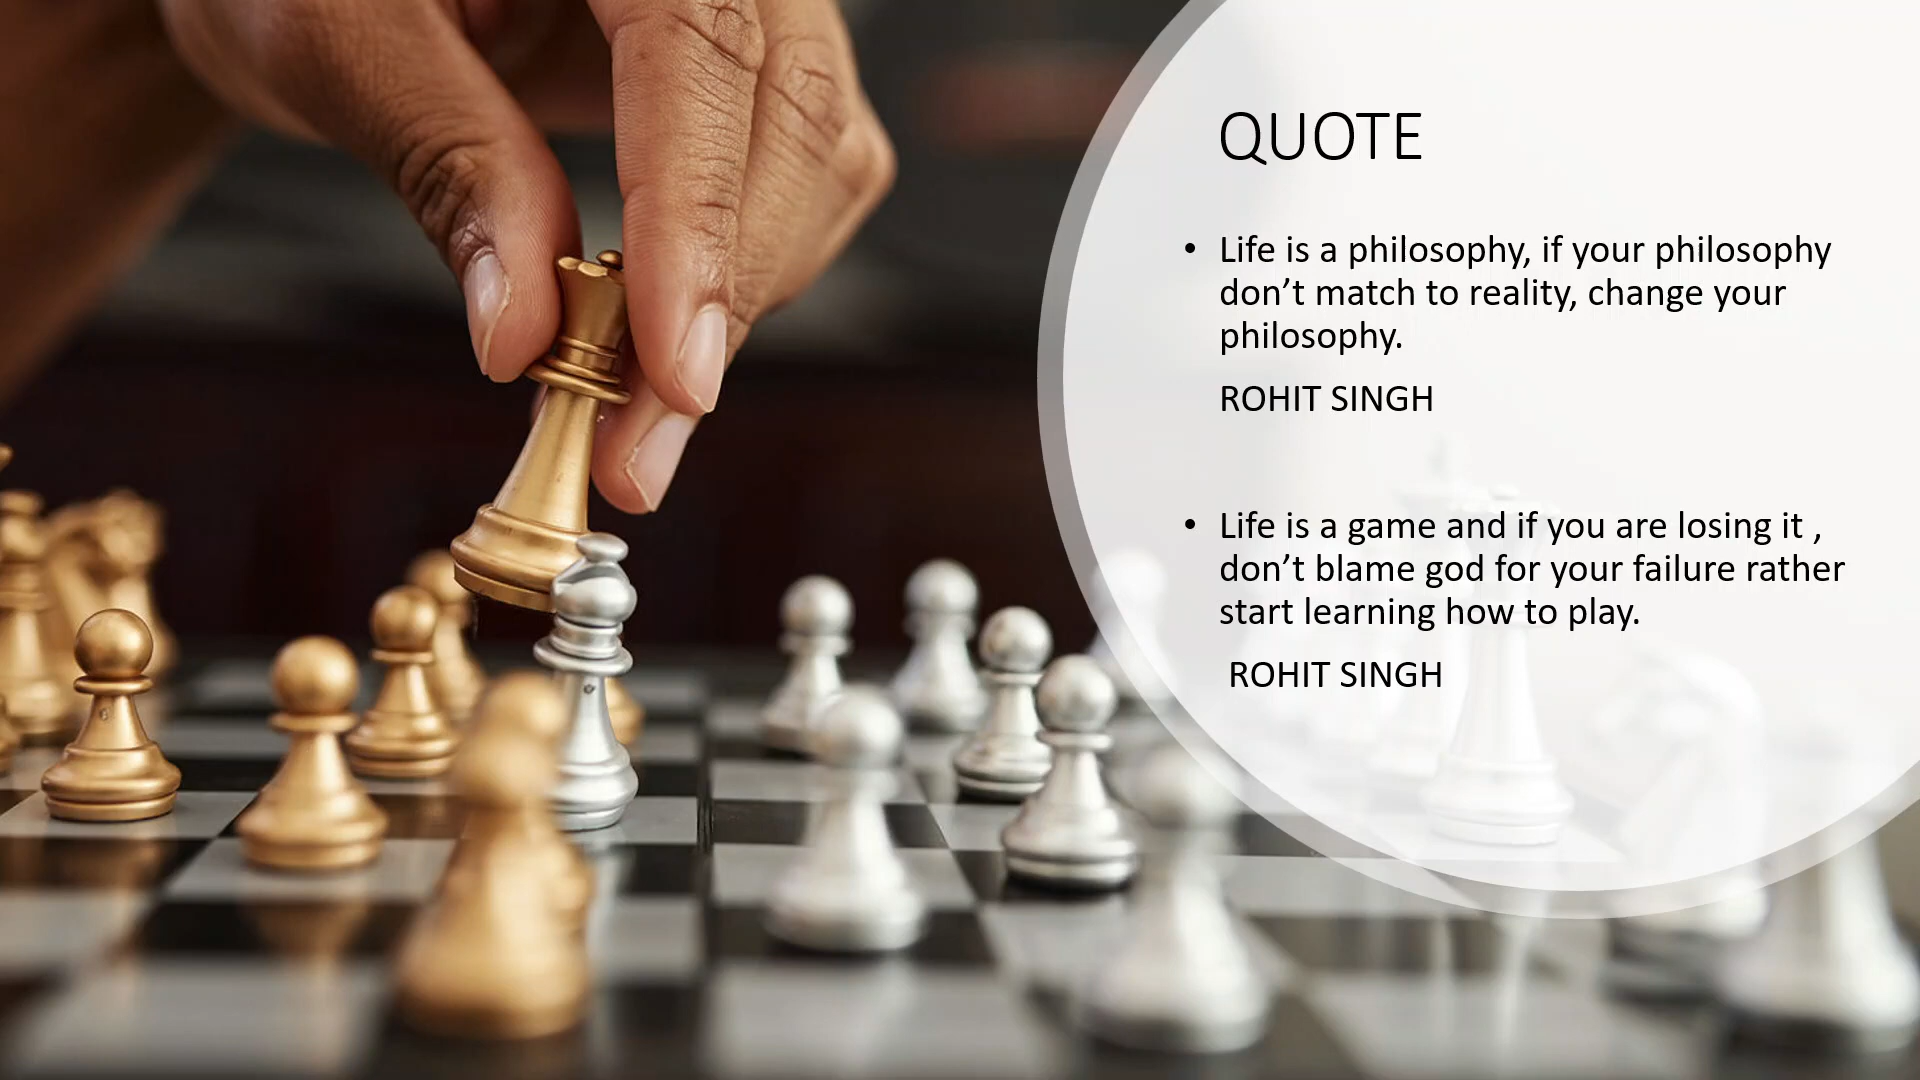 QUOTE
• Life is a philosophy, if your philosophy
don’t match to reality, change your
philosophy.
ROHIT SINGH
• Life is a game and if you are losing it ,
don’t blame god for your failure rather
start learning how to play.
ROHIT SINGH